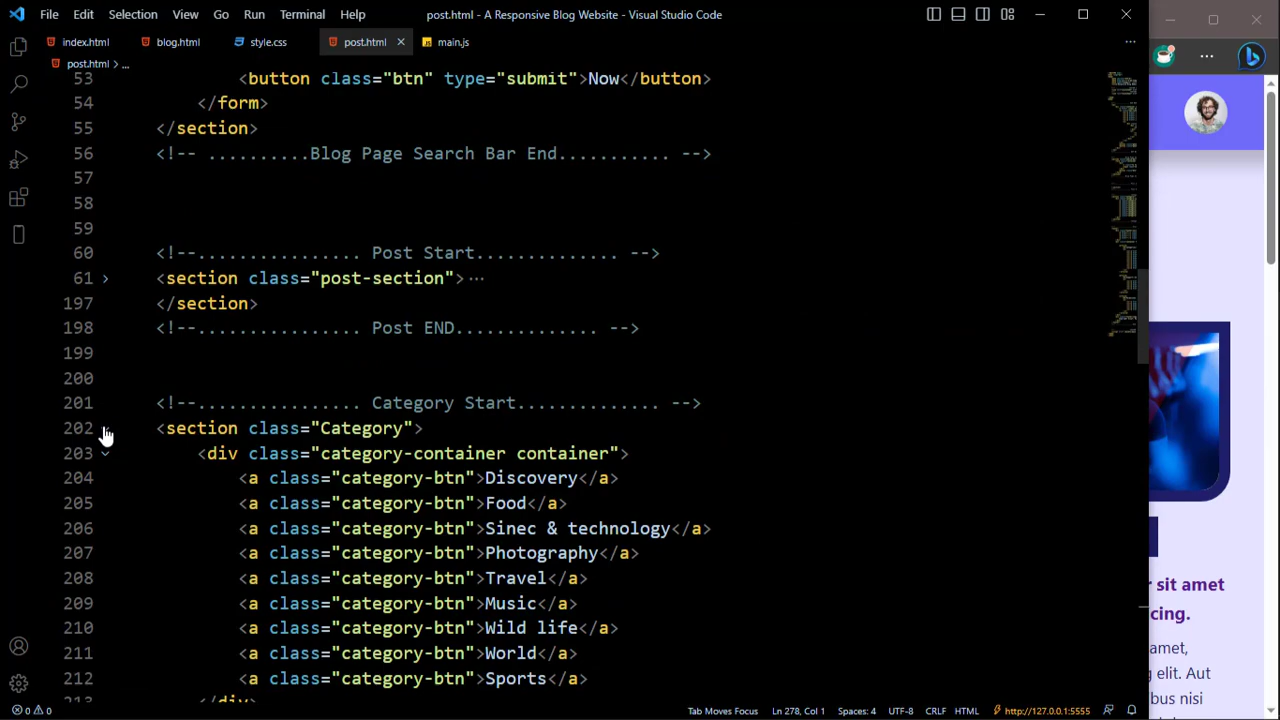 File Edit Selection View Go Run Terminal Help post.html - A Responsive Blog Website - Visual Studio Code
index.html blog.html style.css post.html main.js
post.html > ...
53 <button class="btn" type="submit">Now</button>
54 </form>
55 </section>
56 <!-- ..........Blog Page Search Bar End........... -->
57
58
59
60 <!--................ Post Start.............. -->
61 <section class="post-section">...
197 </section>
198 <!--................ Post END.............. -->
199
200
201 <!--................ Category Start.............. -->
202 <section class="Category">
203 <div class="category-container container">
204 <a class="category-btn">Discovery</a>
205 <a class="category-btn">Food</a>
206 <a class="category-btn">Sinec & technology</a>
207 <a class="category-btn">Photography</a>
208 <a class="category-btn">Travel</a>
209 <a class="category-btn">Music</a>
210 <a class="category-btn">Wild life</a>
211 <a class="category-btn">World</a>
212 <a class="category-btn">Sports</a>
213 </div>
sit amet
cing.
amet,
elit. Aut
bus nisi
0 0 Tab Moves Focus Ln 278, Col 1 Spaces: 4 UTF-8 CRLF HTML http://127.0.0.1:5555